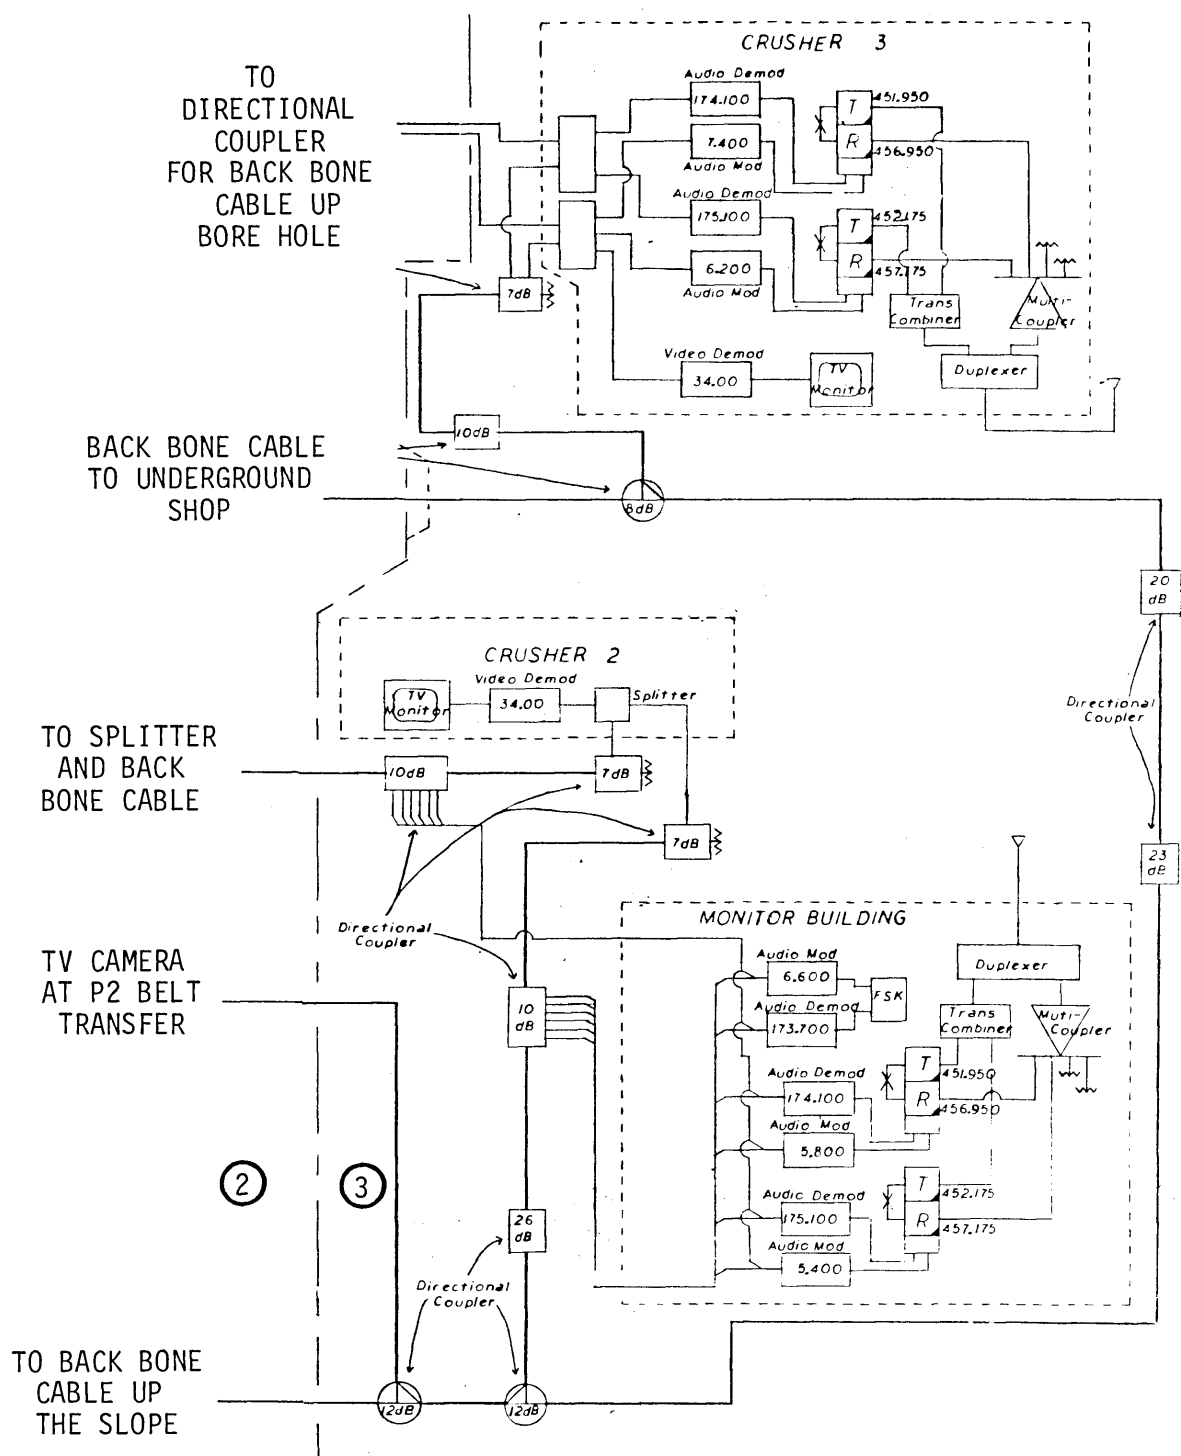 CRUSHER 3
TO
DIRECTIONAL
COUPLER
FOR BACK BONE
CABLE UP
BORE HOLE
Audio Demod
174.100
7.400
Audio Mod
Audio Demod
175.100
6.200
Audio Mod
T
451.950
R
456.950
T
452.175
R
457.175
7dB
Trans
Combiner
Multi-
Coupler
Duplexer
Video Demod
34.00
TV
Monitor
10dB
BACK BONE CABLE
TO UNDERGROUND
SHOP
8dB
20
dB
Directional
Coupler
23
dB
CRUSHER 2
Video Demod
TV
Monitor
34.00
Splitter
TO SPLITTER
AND BACK
BONE CABLE
10dB
7dB
7dB
Directional
Coupler
TV CAMERA
AT P2 BELT
TRANSFER
10
dB
MONITOR BUILDING
Audio Mod
6.600
FSK
Audio Demod
173.700
Duplexer
Trans
Combiner
Muti-
Coupler
Audio Demod
174.100
Audio Mod
5.800
T
451.950
R
456.950
Audio Demod
175.100
Audio Mod
5.400
T
452.175
R
457.175
2
3
26
dB
Directional
Coupler
TO BACK BONE
CABLE UP
THE SLOPE
12dB
12dB